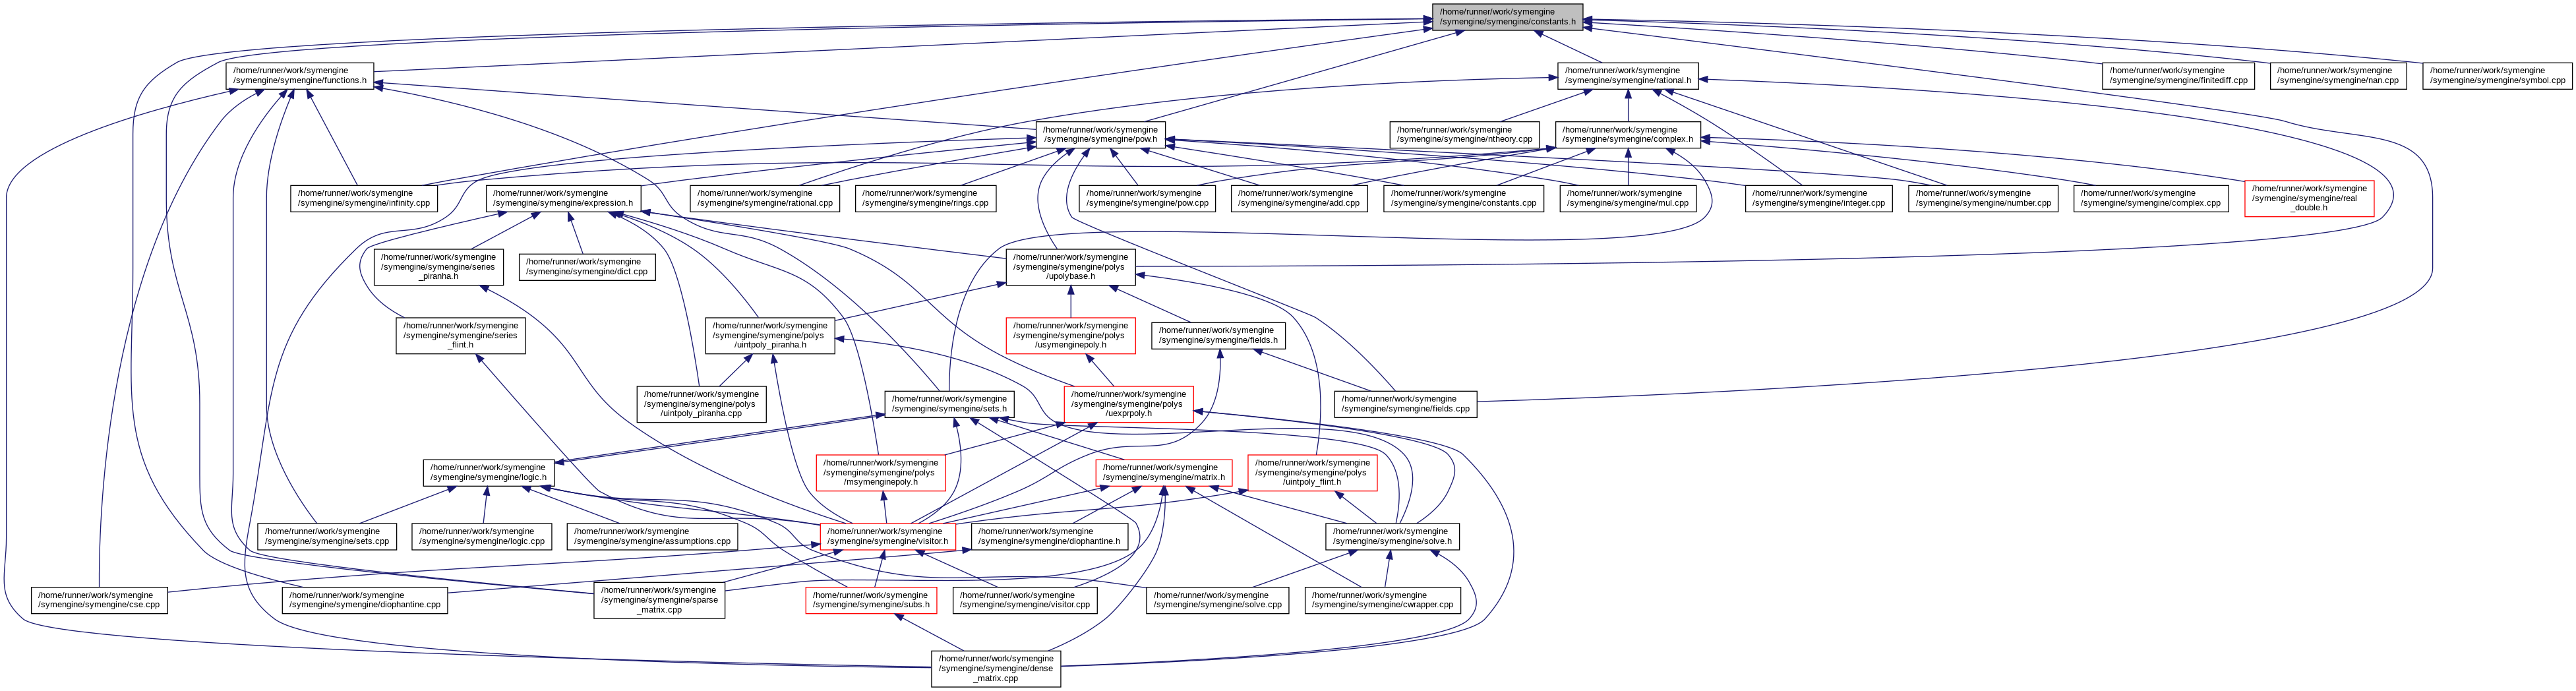 /home/runner/work/symengine
/symengine/symengine/constants.h
/home/runner/work/symengine
/symengine/symengine/functions.h
/home/runner/work/symengine
/symengine/symengine/rational.h
/home/runner/work/symengine
/symengine/symengine/finitediff.cpp
/home/runner/work/symengine
/symengine/symengine/nan.cpp
/home/runner/work/symengine
/symengine/symengine/symbol.cpp
/home/runner/work/symengine
/symengine/symengine/pow.h
/home/runner/work/symengine
/symengine/symengine/ntheory.cpp
/home/runner/work/symengine
/symengine/symengine/complex.h
/home/runner/work/symengine
/symengine/symengine/infinity.cpp
/home/runner/work/symengine
/symengine/symengine/expression.h
/home/runner/work/symengine
/symengine/symengine/rational.cpp
/home/runner/work/symengine
/symengine/symengine/rings.cpp
/home/runner/work/symengine
/symengine/symengine/pow.cpp
/home/runner/work/symengine
/symengine/symengine/add.cpp
/home/runner/work/symengine
/symengine/symengine/constants.cpp
/home/runner/work/symengine
/symengine/symengine/mul.cpp
/home/runner/work/symengine
/symengine/symengine/integer.cpp
/home/runner/work/symengine
/symengine/symengine/number.cpp
/home/runner/work/symengine
/symengine/symengine/complex.cpp
/home/runner/work/symengine
/symengine/symengine/real
_double.h
/home/runner/work/symengine
/symengine/symengine/series
_piranha.h
/home/runner/work/symengine
/symengine/symengine/dict.cpp
/home/runner/work/symengine
/symengine/symengine/polys
/upolybase.h
/home/runner/work/symengine
/symengine/symengine/series
_flint.h
/home/runner/work/symengine
/symengine/symengine/polys
/uintpoly_piranha.h
/home/runner/work/symengine
/symengine/symengine/polys
/usymenginepoly.h
/home/runner/work/symengine
/symengine/symengine/fields.h
/home/runner/work/symengine
/symengine/symengine/polys
/uintpoly_piranha.cpp
/home/runner/work/symengine
/symengine/symengine/sets.h
/home/runner/work/symengine
/symengine/symengine/polys
/uexprpoly.h
/home/runner/work/symengine
/symengine/symengine/fields.cpp
/home/runner/work/symengine
/symengine/symengine/logic.h
/home/runner/work/symengine
/symengine/symengine/polys
/msymenginepoly.h
/home/runner/work/symengine
/symengine/symengine/matrix.h
/home/runner/work/symengine
/symengine/symengine/polys
/uintpoly_flint.h
/home/runner/work/symengine
/symengine/symengine/sets.cpp
/home/runner/work/symengine
/symengine/symengine/logic.cpp
/home/runner/work/symengine
/symengine/symengine/assumptions.cpp
/home/runner/work/symengine
/symengine/symengine/visitor.h
/home/runner/work/symengine
/symengine/symengine/diophantine.h
/home/runner/work/symengine
/symengine/symengine/solve.h
/home/runner/work/symengine
/symengine/symengine/cse.cpp
/home/runner/work/symengine
/symengine/symengine/diophantine.cpp
/home/runner/work/symengine
/symengine/symengine/sparse
_matrix.cpp
/home/runner/work/symengine
/symengine/symengine/subs.h
/home/runner/work/symengine
/symengine/symengine/visitor.cpp
/home/runner/work/symengine
/symengine/symengine/solve.cpp
/home/runner/work/symengine
/symengine/symengine/cwrapper.cpp
/home/runner/work/symengine
/symengine/symengine/dense
_matrix.cpp